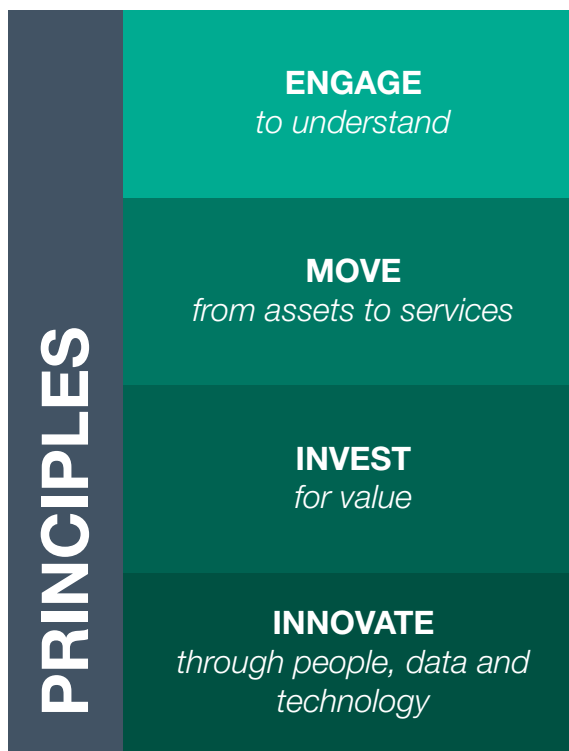 PRINCIPLES
ENGAGE
to understand
MOVE
from assets to services
INVEST
for value
INNOVATE
through people, data and
technology